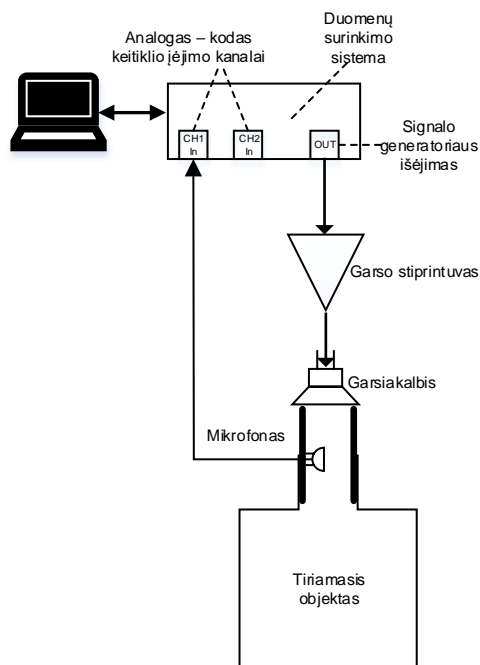 Analogas – kodas
keitiklio įėjimo kanalai
Duomenų
surinkimo
sistema
CH1
In
CH2
In
OUT
Signalo
generatoriaus
išėjimas
Garso stiprintuvas
Garsiakalbis
Mikrofonas
Tiriamasis
objektas